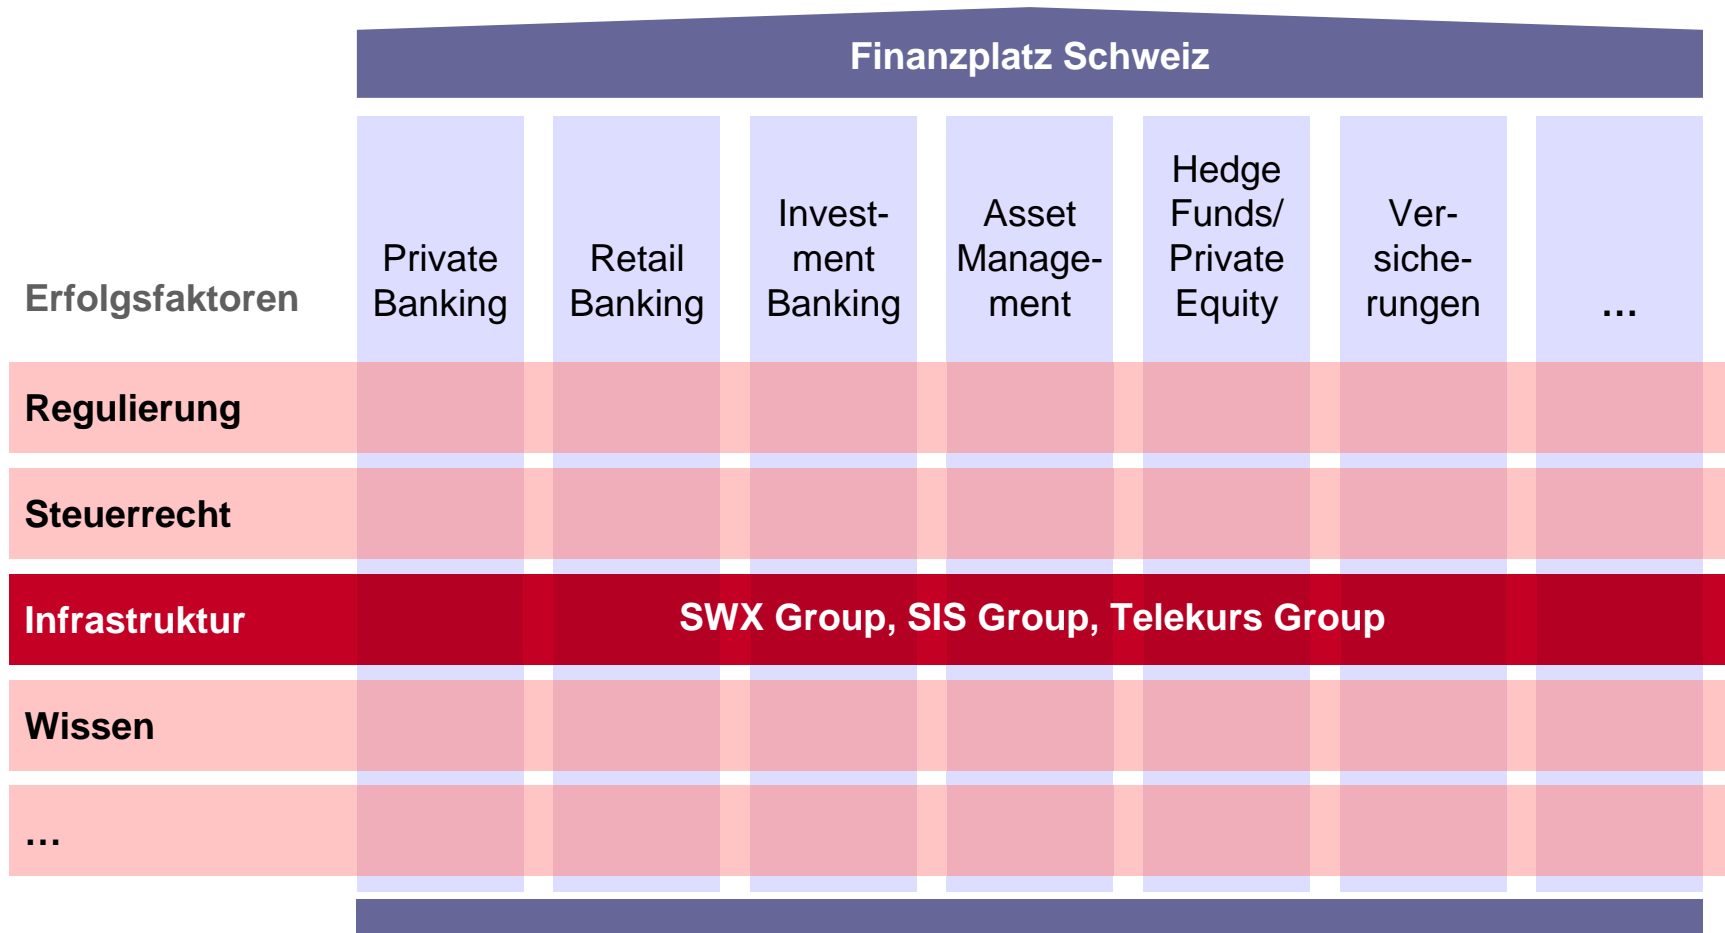 Finanzplatz Schweiz
Erfolgsfaktoren
Private
Banking
Retail
Banking
Invest-
ment
Banking
Asset
Manage-
ment
Hedge
Funds/
Private
Equity
Ver-
siche-
rungen
…
Regulierung
Steuerrecht
Infrastruktur
SWX Group, SIS Group, Telekurs Group
Wissen
…